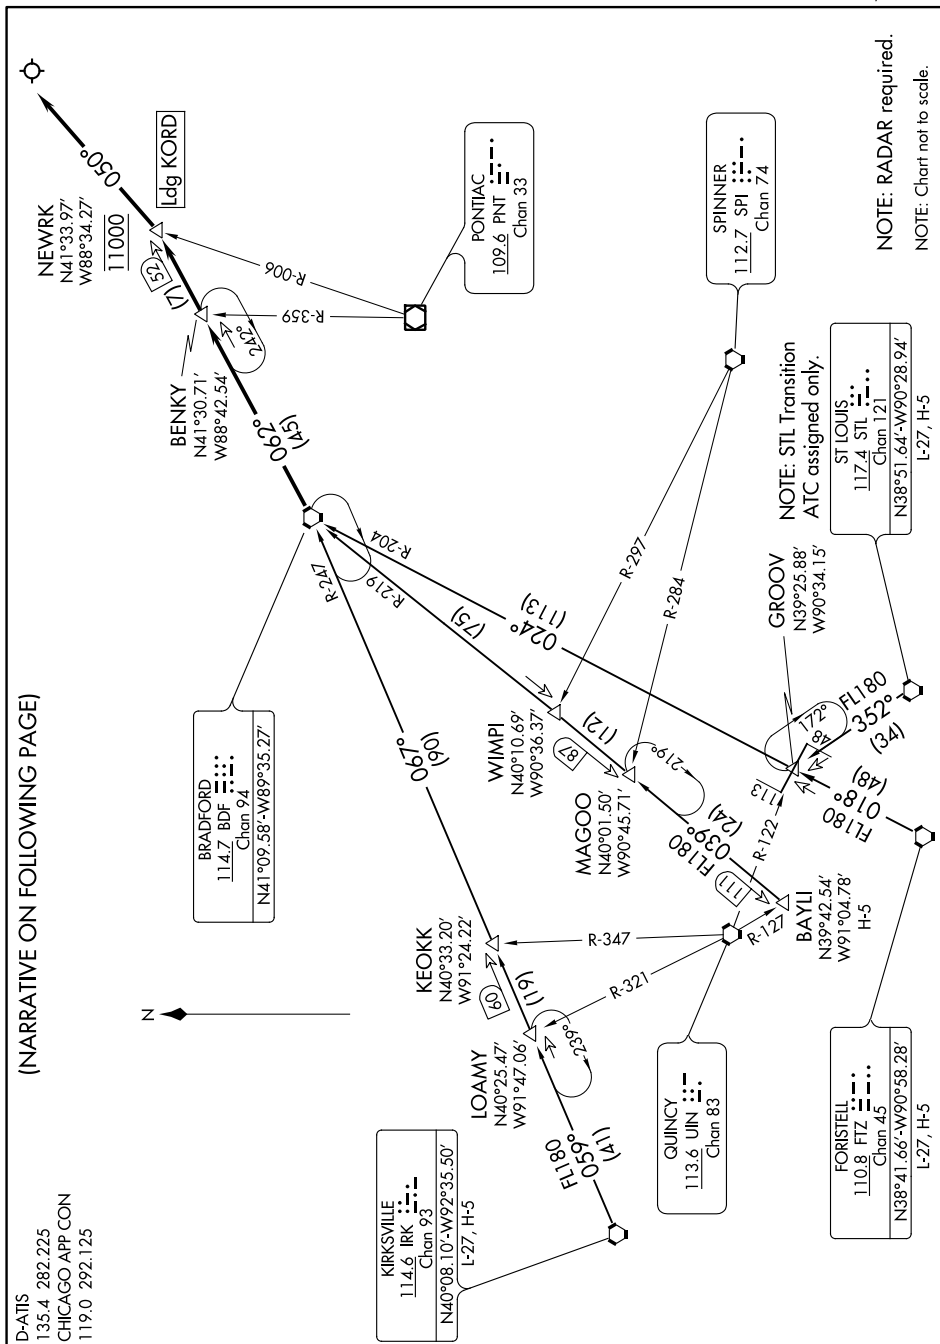 (NARRATIVE ON FOLLOWING PAGE)
D-ATIS
135.4 282.225
CHICAGO APP CON
119.0 292.125
N
NEWRK
N41°33.97'
W88°34.27'
11000
050°
Ldg KORD
52
(7)
BENKY
N41°30.71'
W88°42.54'
242°
R-006
R-359
PONTIAC
109.6 PNT
Chan 33
062°
(45)
BRADFORD
114.7 BDF
Chan 94
N41°09.58'-W89°35.27'
R-247
R-219
R-204
067°
(90)
(75)
024°
(113)
SPINNER
112.7 SPI
Chan 74
R-297
R-284
WIMPI
N40°10.69'
W90°36.37'
87
(12)
MAGOO
N40°01.50'
W90°45.71'
219°
FL180
039°
(24)
111
BAYLI
N39°42.54'
W91°04.78'
H-5
KEOKK
N40°33.20'
W91°24.22'
60
(19)
LOAMY
N40°25.47'
W91°47.06'
239°
FL180
059°
(41)
KIRKSVILLE
114.6 IRK
Chan 93
N40°08.10'-W92°35.50'
L-27, H-5
R-347
R-321
R-127
R-122
QUINCY
113.6 UIN
Chan 83
113
48
172°
GROOV
N39°25.88'
W90°34.15'
FL180
352°
(34)
FL180
018°
(48)
FORISTELL
110.8 FTZ
Chan 45
N38°41.66'-W90°58.28'
L-27, H-5
NOTE: STL Transition
ATC assigned only.
ST LOUIS
117.4 STL
Chan 121
N38°51.64'-W90°28.94'
L-27, H-5
NOTE: RADAR required.
NOTE: Chart not to scale.